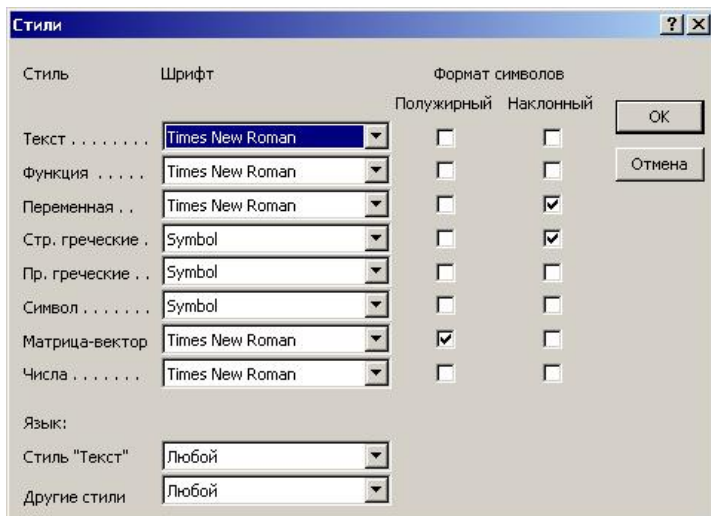 Стили
Стиль Шрифт Формат символов
Полужирный Наклонный
OK
Текст . . . . . . . . Times New Roman
Отмена
Функция . . . . . Times New Roman
Переменная . . Times New Roman
Стр. греческие . Symbol
Пр. греческие . . Symbol
Символ . . . . . . . Symbol
Матрица-вектор Times New Roman
Числа . . . . . . . Times New Roman
Язык:
Стиль "Текст" Любой
Другие стили Любой